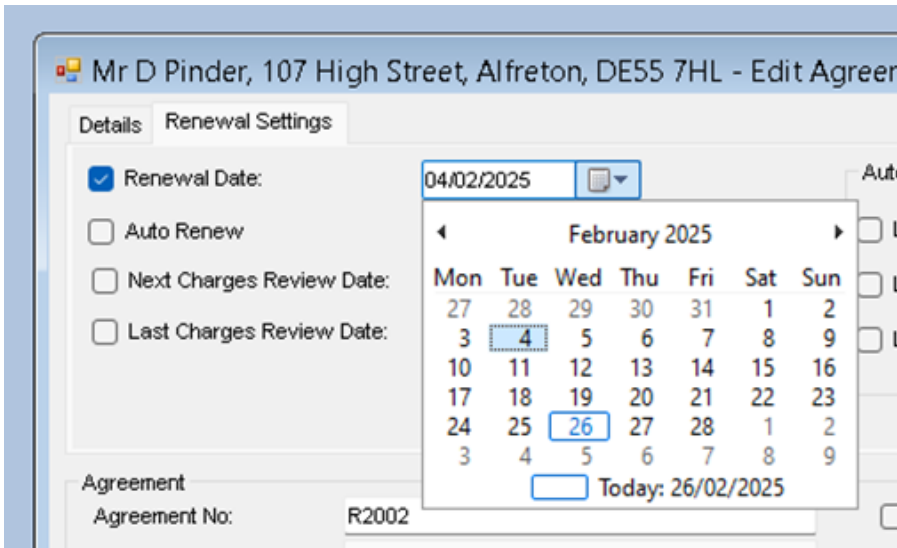 Mr D Pinder, 107 High Street, Alfreton, DE55 7HL - Edit Agreer
Details Renewal Settings
Renewal Date: 04/02/2025
Auto Renew
Next Charges Review Date:
Last Charges Review Date:
February 2025
Mon Tue Wed Thu Fri Sat Sun
27 28 29 30 31 1 2
3 4 5 6 7 8 9
10 11 12 13 14 15 16
17 18 19 20 21 22 23
24 25 26 27 28 1 2
3 4 5 6 7 8 9
Today: 26/02/2025
Agreement
Agreement No: R2002